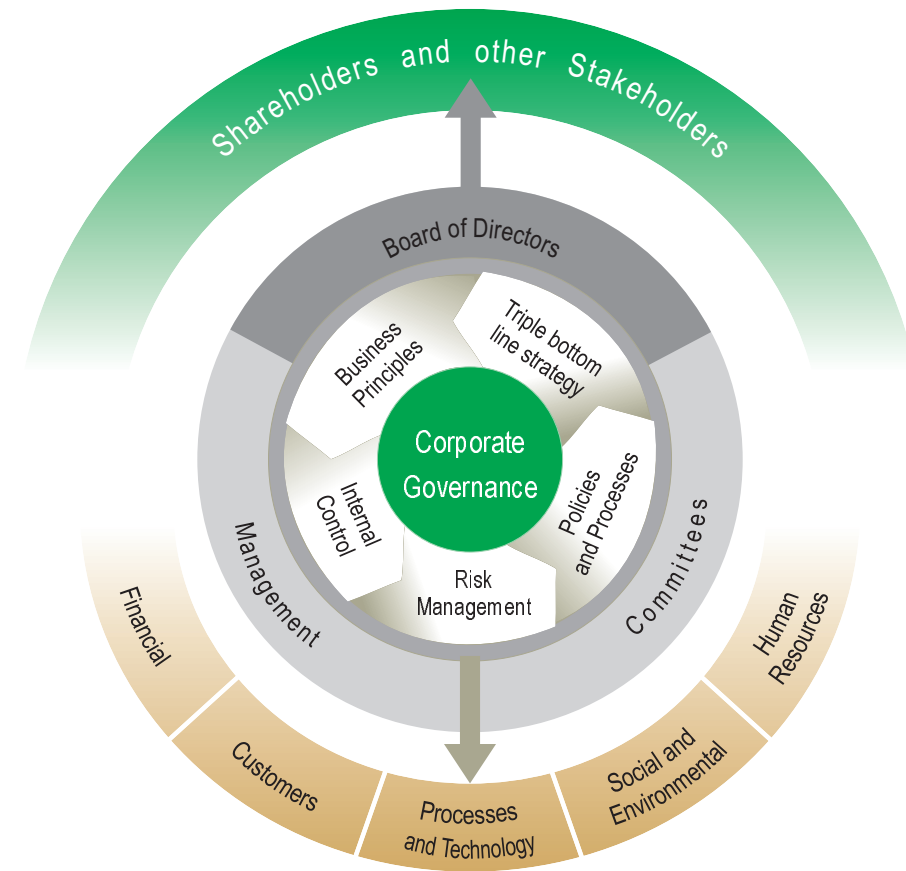 Shareholders and other Stakeholders
Board of Directors
Business
Principles
Triple bottom
line strategy
Corporate
Governance
Internal
Control
Policies
and Processes
Risk
Management
Management
Committees
Financial
Customers
Processes
and Technology
Social and
Environmental
Human
Resources